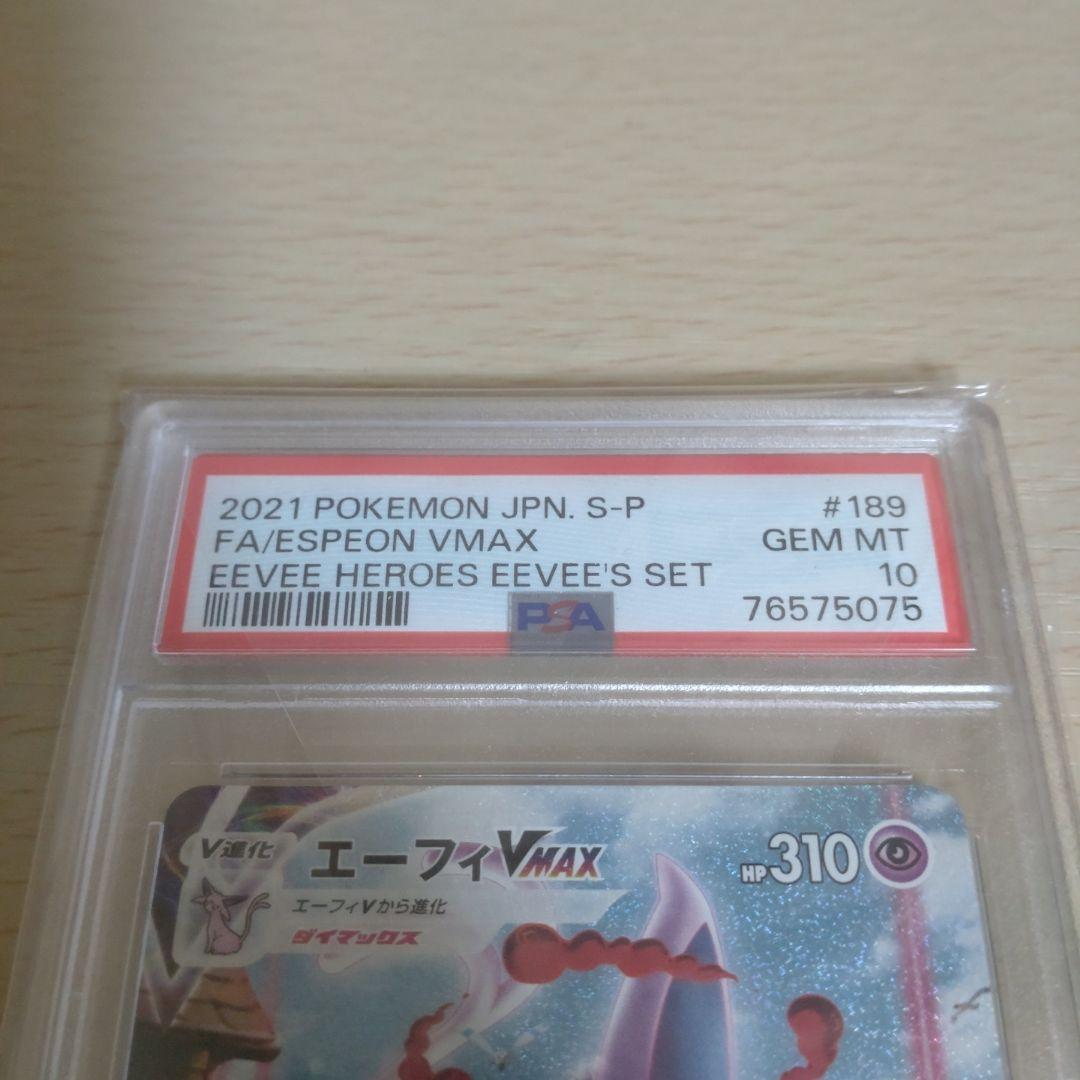 2021 POKEMON JPN. S-P #189
FA/ESPEON VMAX GEM MT
EEVEE HEROES EEVEE'S SET 10
PSA 76575075
V進化 エーフィVMAX HP310
エーフィVから進化
ダイマックス